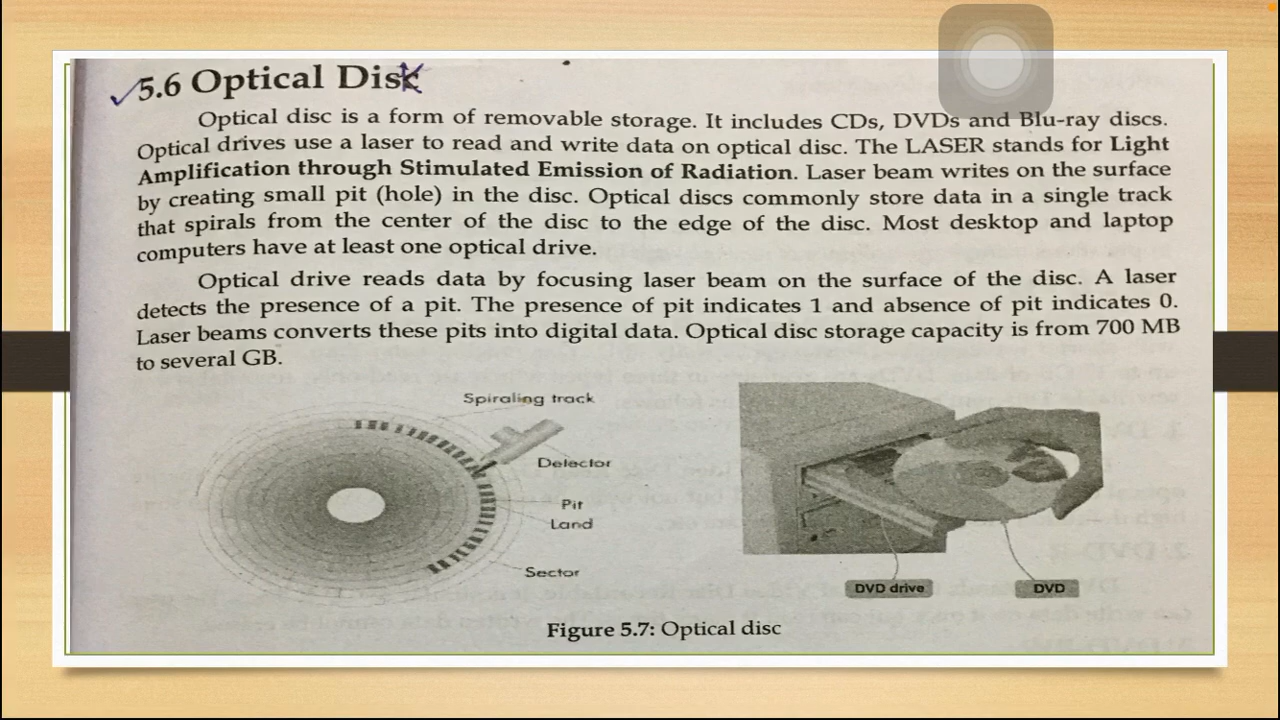 5.6 Optical Disk
Optical disc is a form of removable storage. It includes CDs, DVDs and Blu-ray discs.
Optical drives use a laser to read and write data on optical disc. The LASER stands for Light
Amplification through Stimulated Emission of Radiation. Laser beam writes on the surface
by creating small pit (hole) in the disc. Optical discs commonly store data in a single track
that spirals from the center of the disc to the edge of the disc. Most desktop and laptop
computers have at least one optical drive.
Optical drive reads data by focusing laser beam on the surface of the disc. A laser
detects the presence of a pit. The presence of pit indicates 1 and absence of pit indicates 0.
Laser beams converts these pits into digital data. Optical disc storage capacity is from 700 MB
to several GB.
Spiraling track
Detector
Pit
Land
Sector
DVD drive
DVD
Figure 5.7: Optical disc